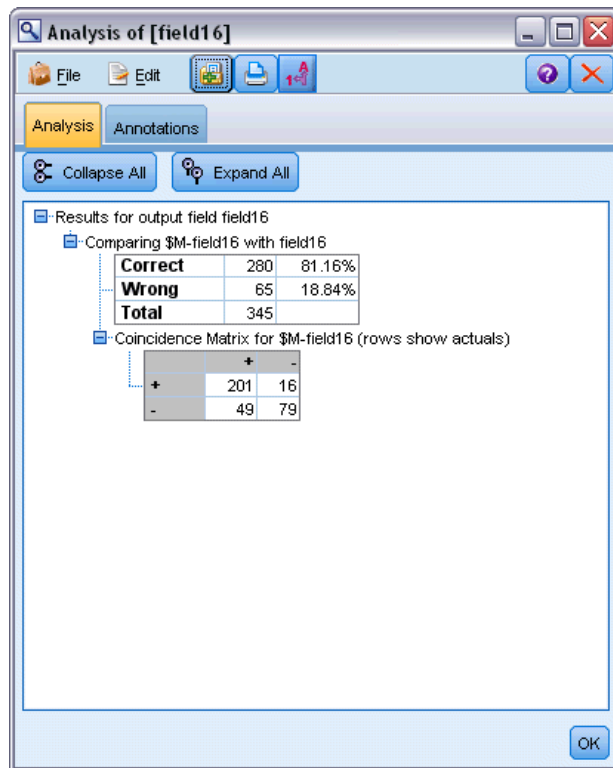 Analysis of [field16]
File Edit
Analysis Annotations
Collapse All Expand All
Results for output field field16
Comparing $M-field16 with field16
Correct 280 81.16%
Wrong 65 18.84%
Total 345
Coincidence Matrix for $M-field16 (rows show actuals)
+ -
+ 201 16
- 49 79
OK